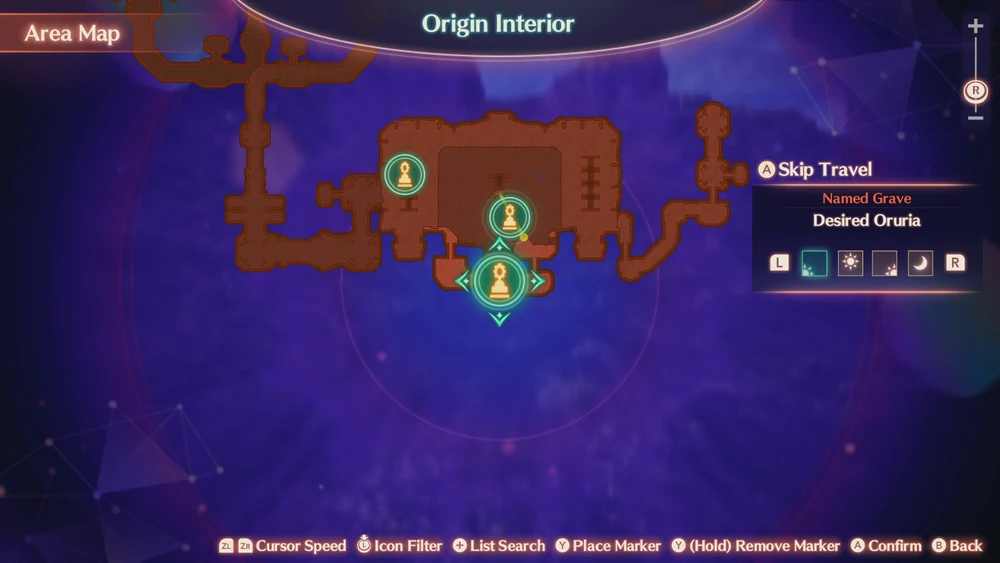 Area Map
Origin Interior
R
A Skip Travel
Named Grave
Desired Oruria
L R
ZL ZR Cursor Speed L Icon Filter List Search Y Place Marker Y (Hold) Remove Marker A Confirm B Back